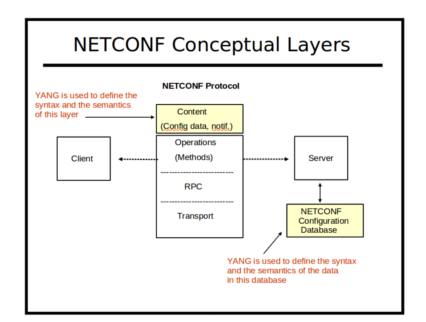 NETCONF Conceptual Layers
NETCONF Protocol
YANG is used to define the
syntax and the semantics
of this layer
Content
(Config data, notif,)
Operations
(Methods)
RPC
Transport
Client
Server
NETCONF
Configuration
Database
YANG is used to define the syntax
and the semantics of the data
in this database